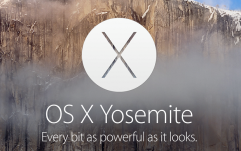 X
OS X Yosemite
Every bit as powerful as it looks.